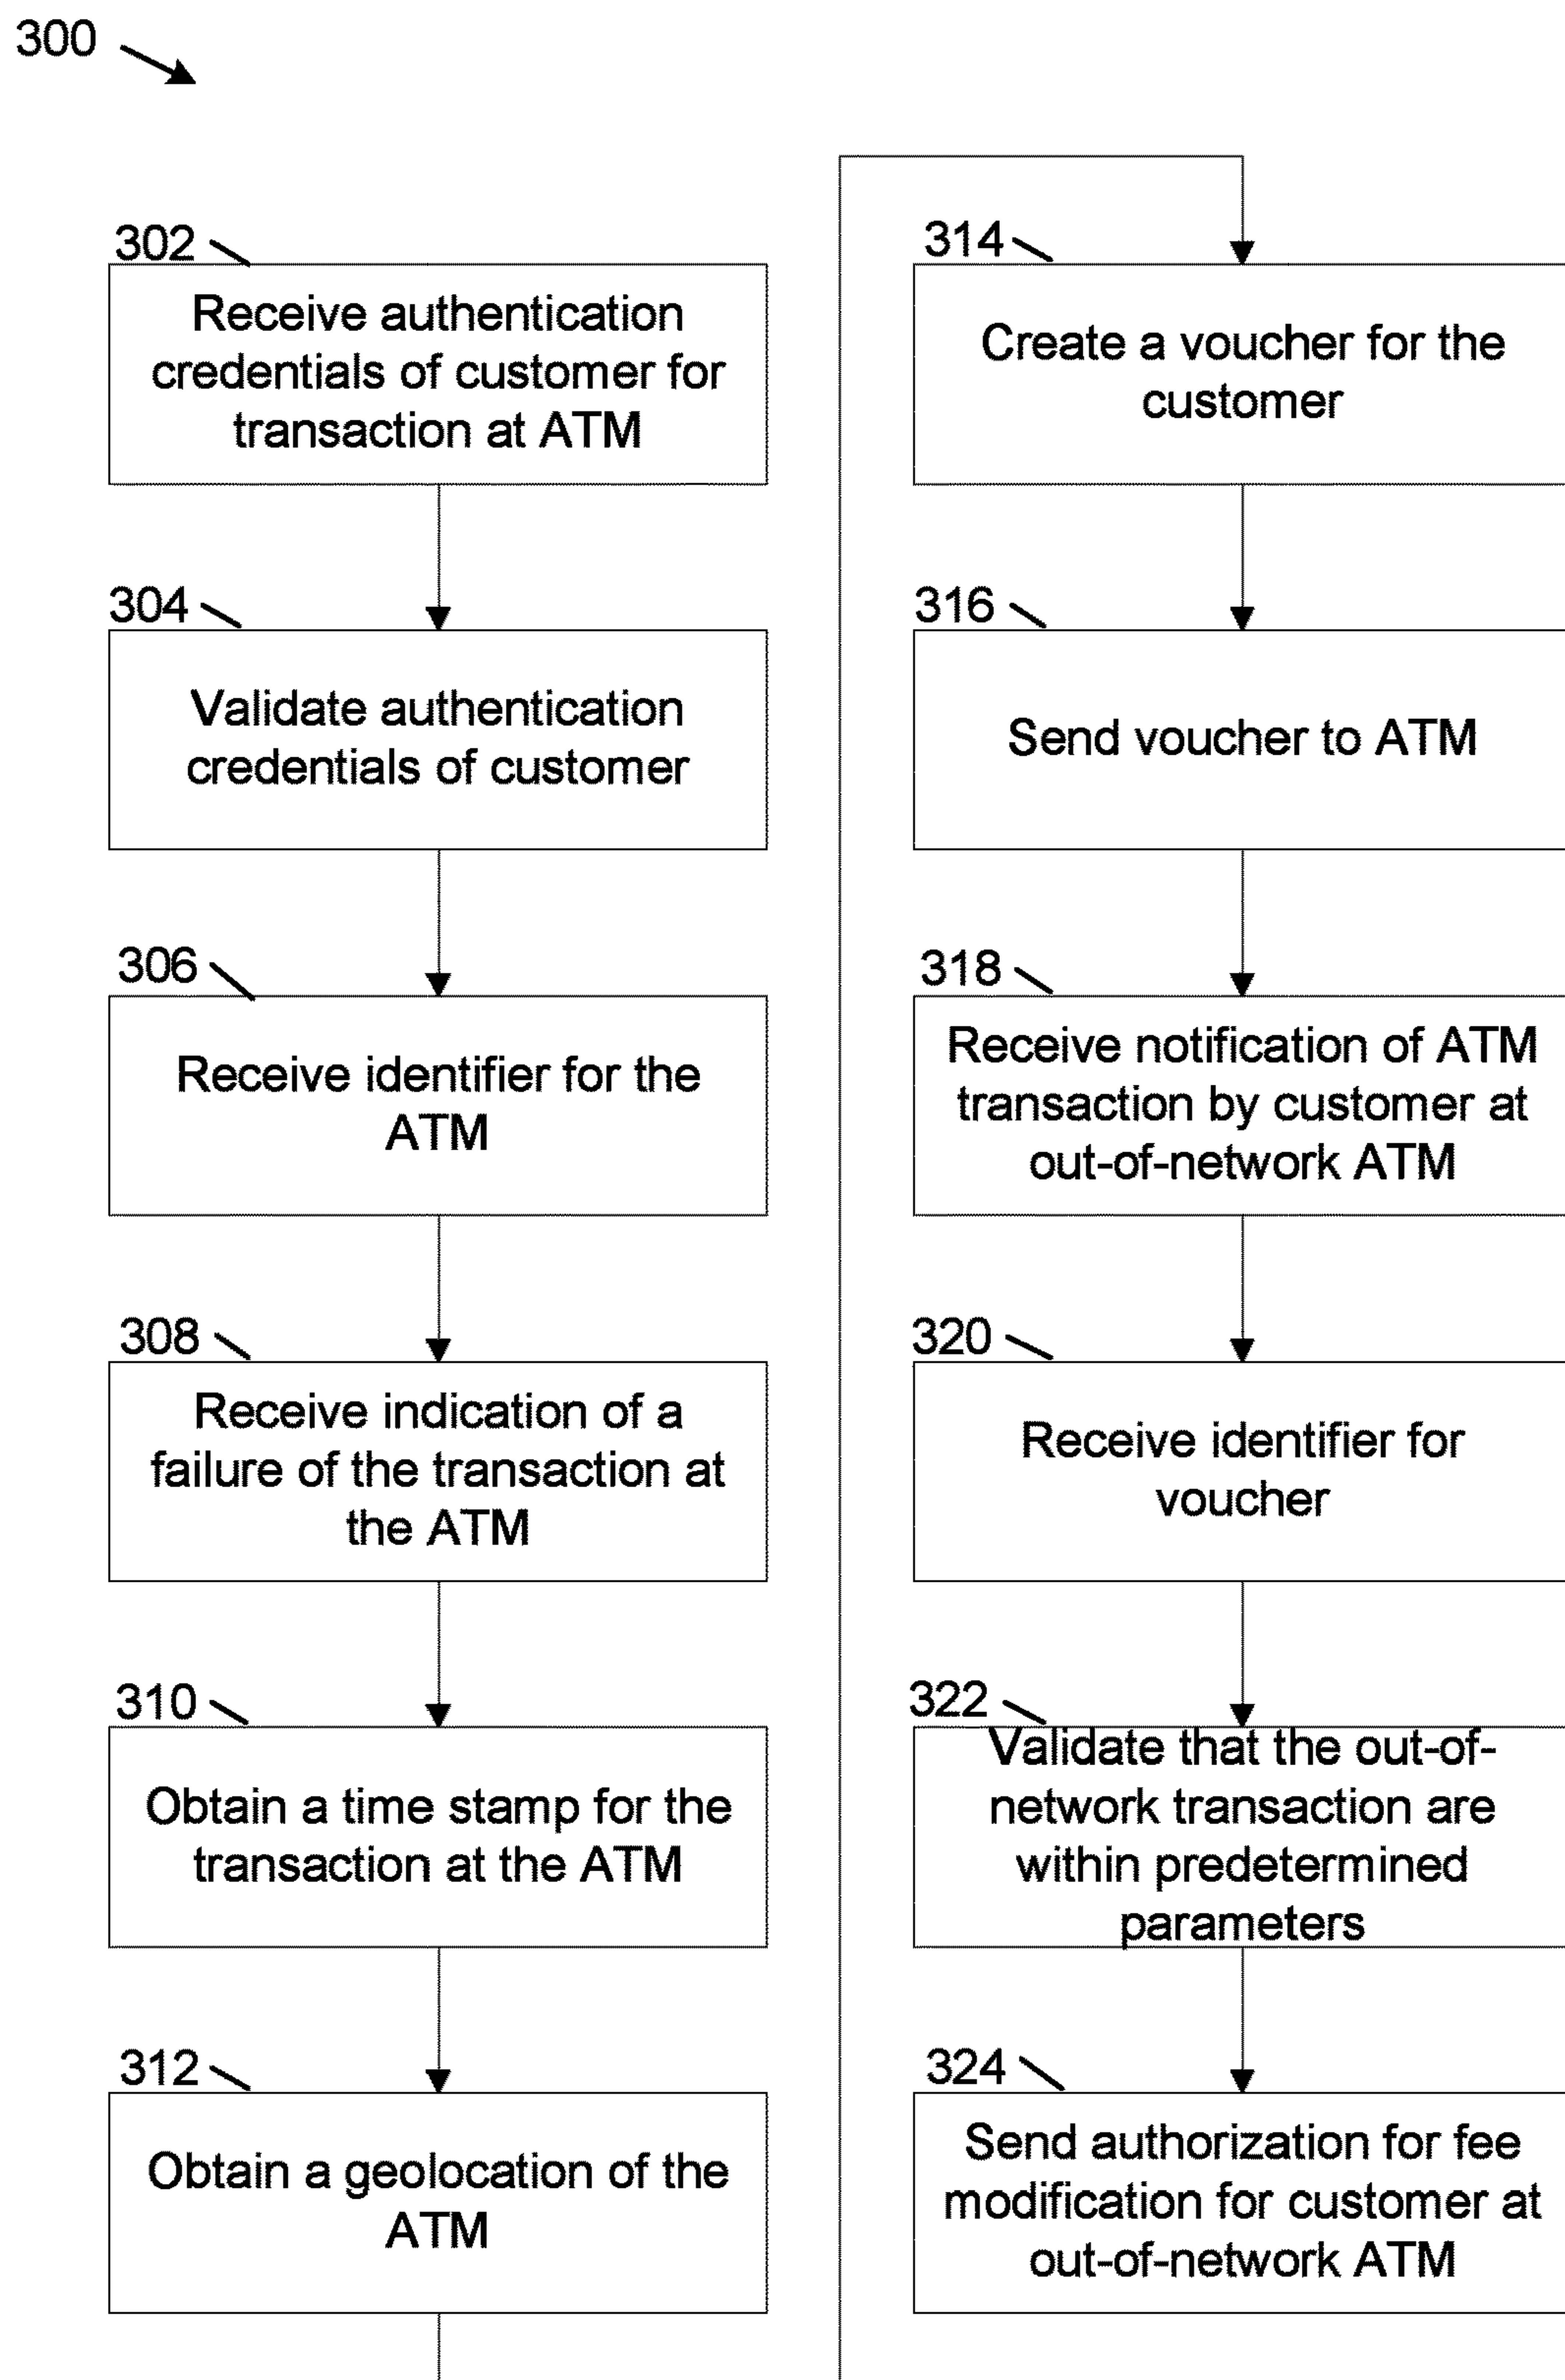 300
302
Receive authentication
credentials of customer for
transaction at ATM
304
Validate authentication
credentials of customer
306
Receive identifier for the
ATM
308
Receive indication of a
failure of the transaction at
the ATM
310
Obtain a time stamp for the
transaction at the ATM
312
Obtain a geolocation of the
ATM
314
Create a voucher for the
customer
316
Send voucher to ATM
318
Receive notification of ATM
transaction by customer at
out-of-network ATM
320
Receive identifier for
voucher
322
Validate that the out-of-
network transaction are
within predetermined
parameters
324
Send authorization for fee
modification for customer at
out-of-network ATM